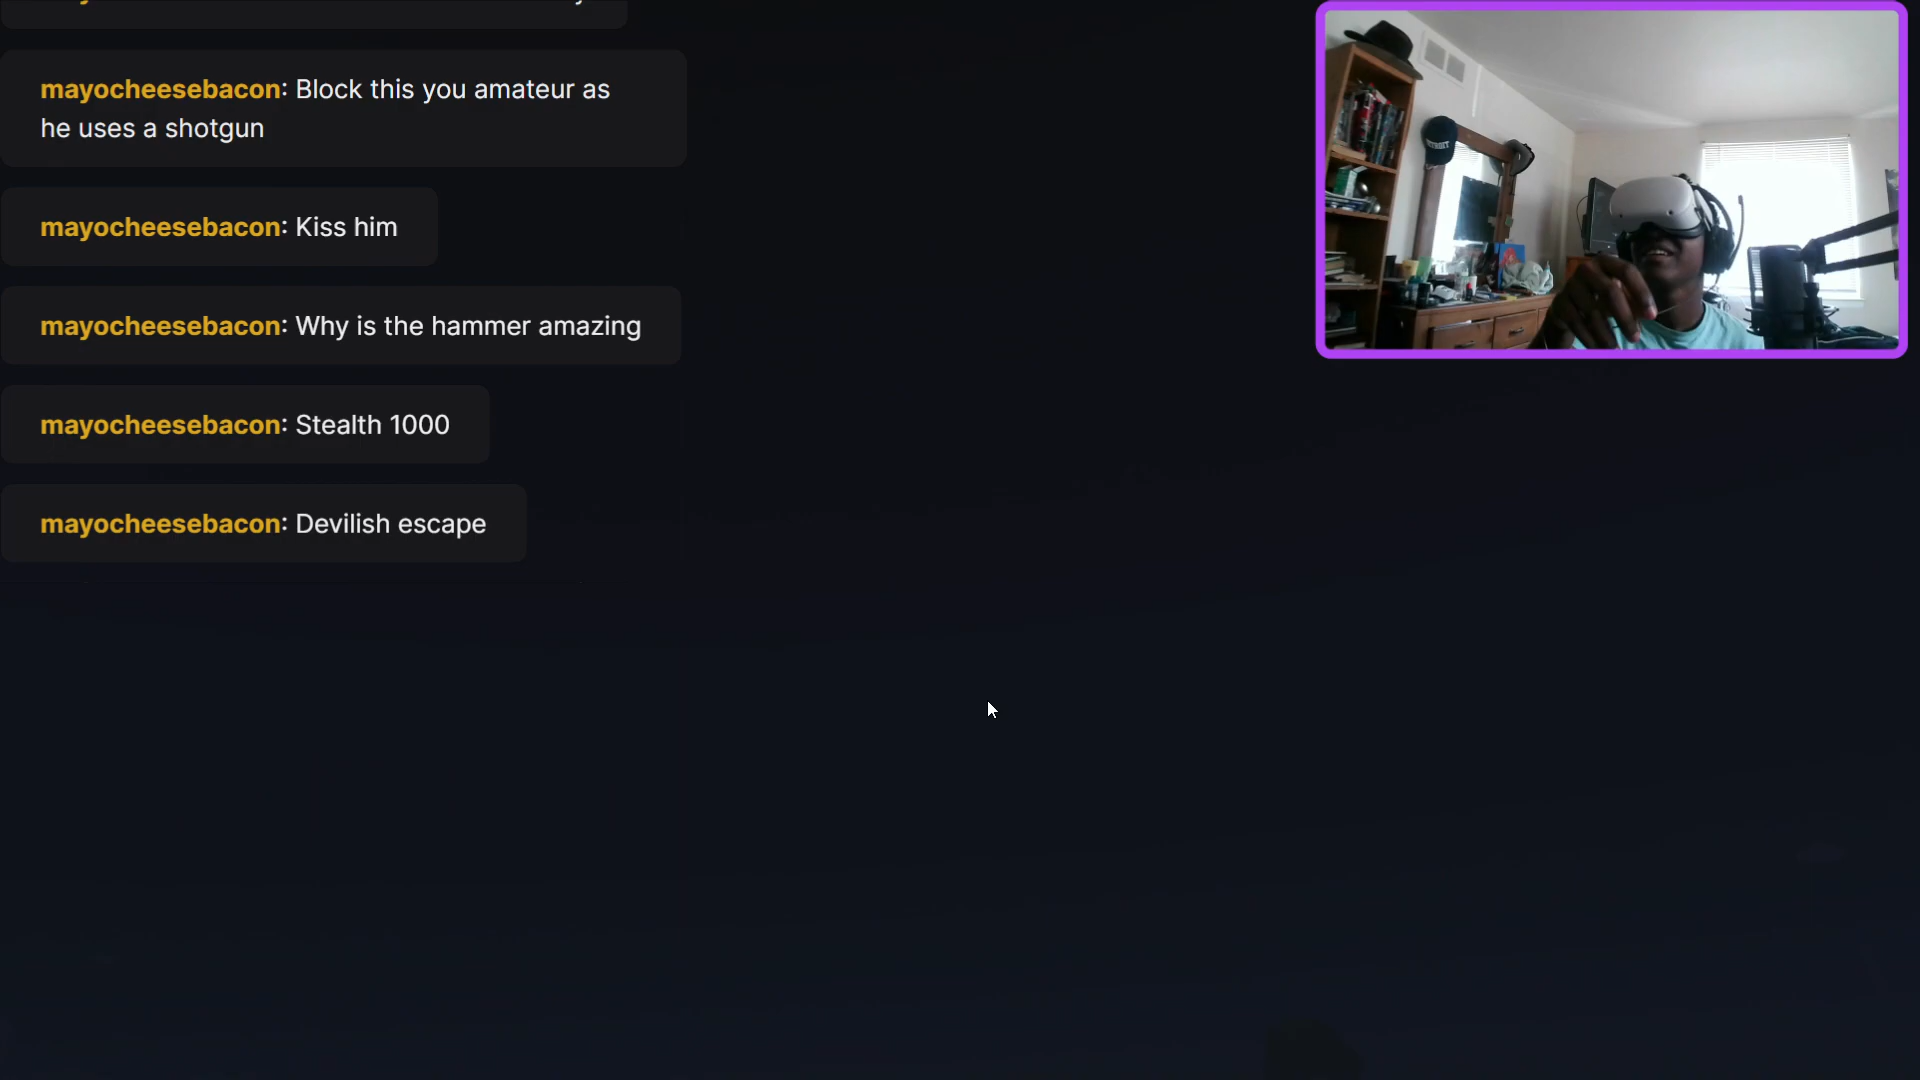 mayocheesebacon: Block this you amateur as
he uses a shotgun
mayocheesebacon: Kiss him
mayocheesebacon: Why is the hammer amazing
mayocheesebacon: Stealth 1000
mayocheesebacon: Devilish escape
DETROIT